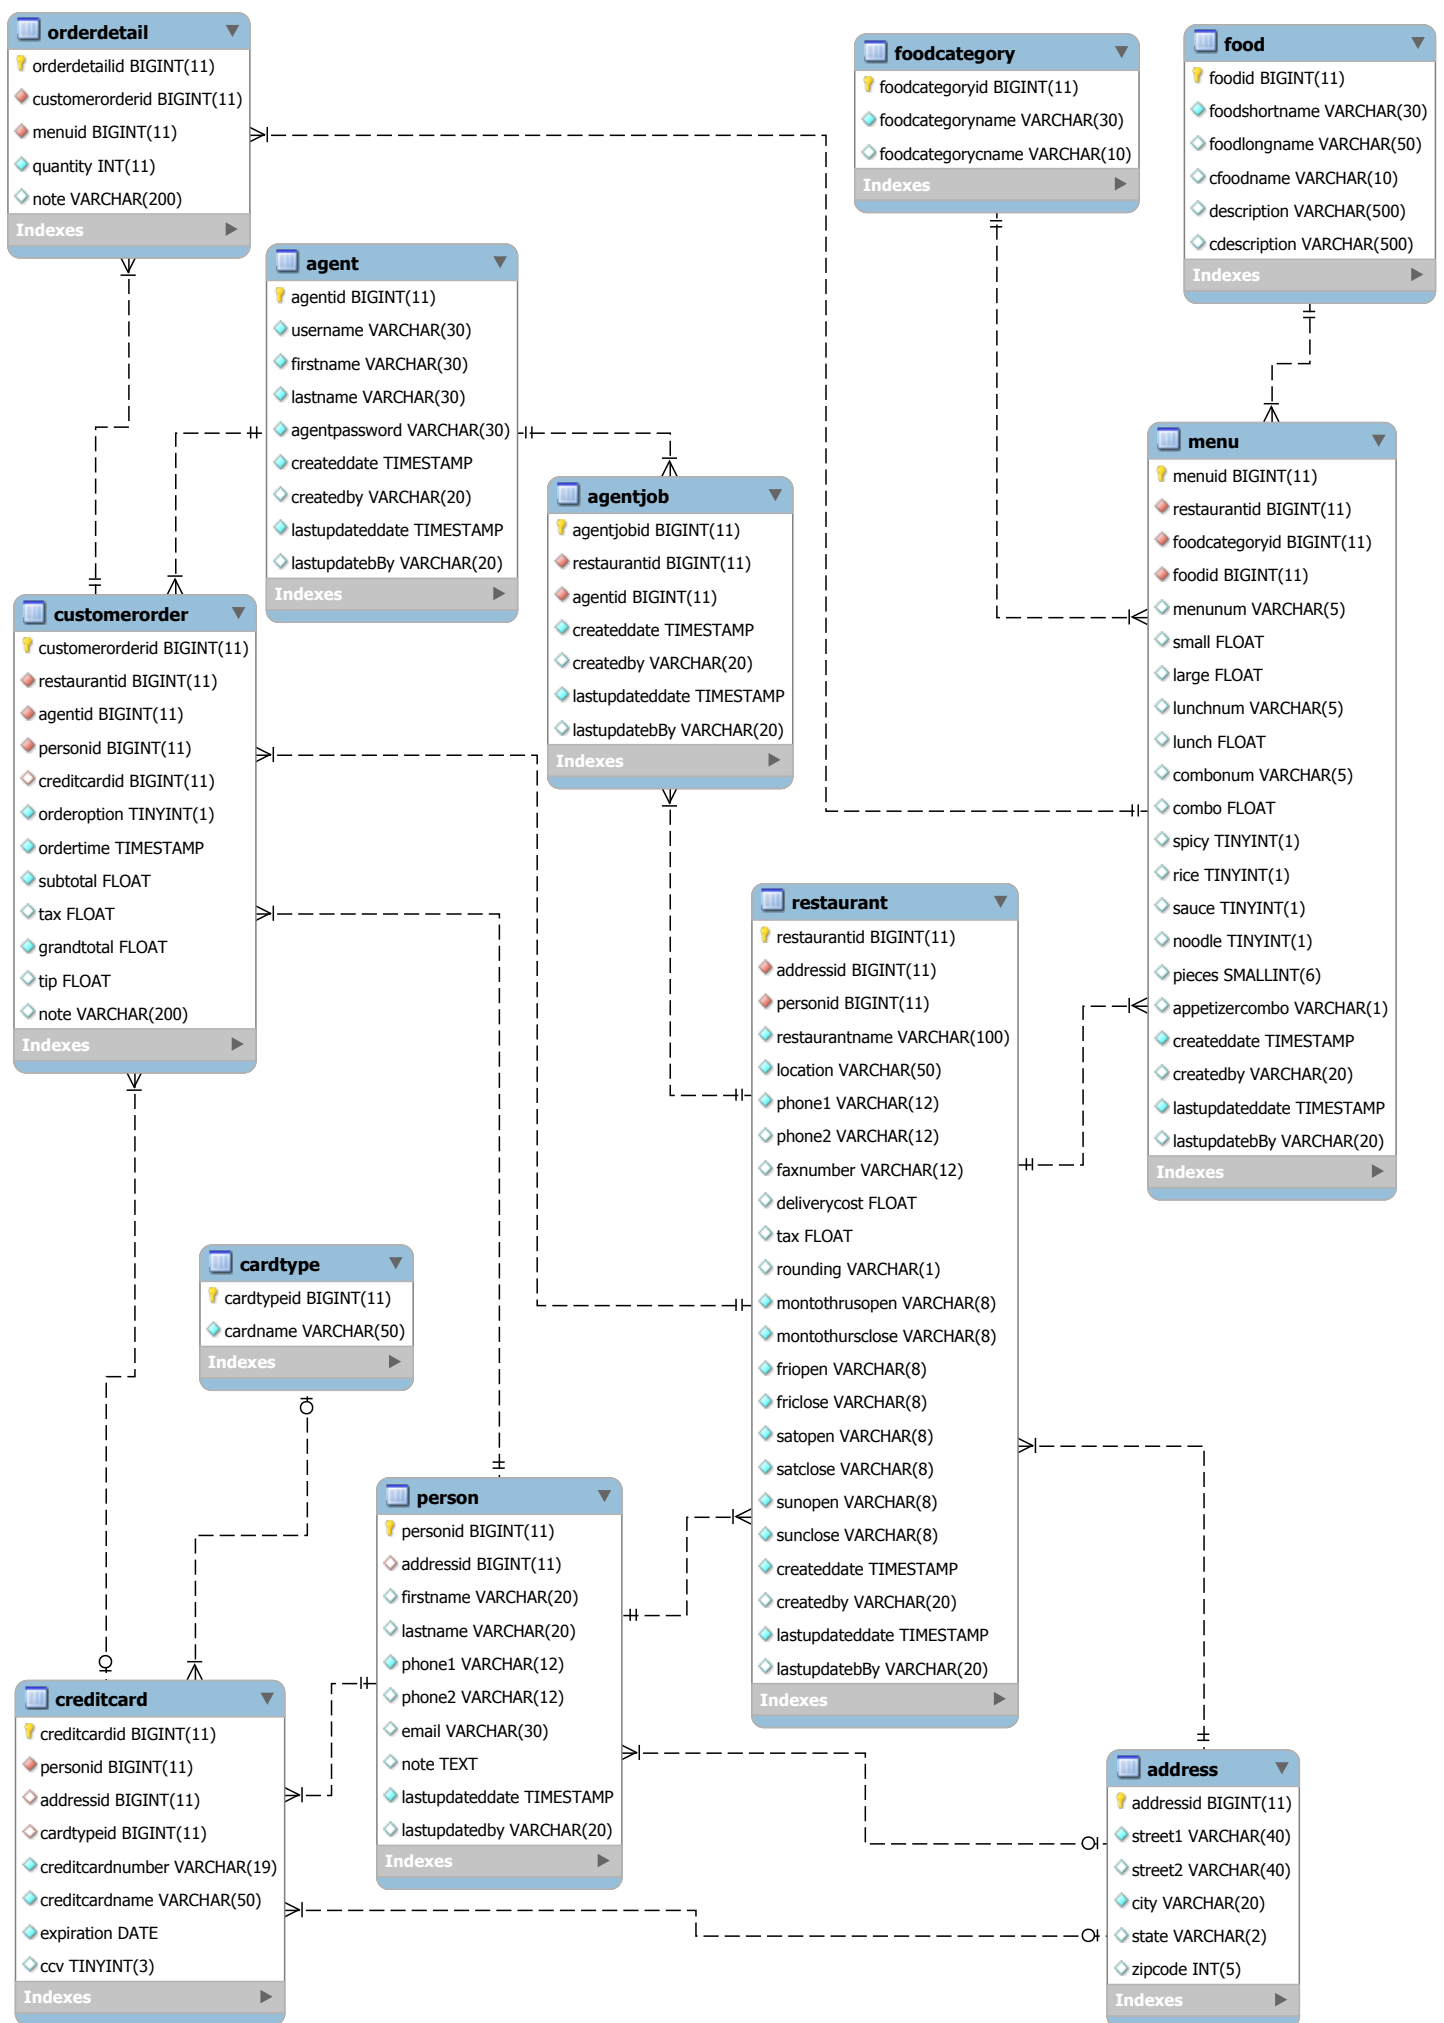 orderdetail
orderdetailid BIGINT(11)
customerorderid BIGINT(11)
menuid BIGINT(11)
quantity INT(11)
note VARCHAR(200)
Indexes
foodcategory
foodcategoryid BIGINT(11)
foodcategoryname VARCHAR(30)
foodcategorycname VARCHAR(10)
Indexes
food
foodid BIGINT(11)
foodshortname VARCHAR(30)
foodlongname VARCHAR(50)
cfoodname VARCHAR(10)
description VARCHAR(500)
cdescription VARCHAR(500)
Indexes
agent
agentid BIGINT(11)
username VARCHAR(30)
firstname VARCHAR(30)
lastname VARCHAR(30)
agentpassword VARCHAR(30)
createddate TIMESTAMP
createdby VARCHAR(20)
lastupdateddate TIMESTAMP
lastupdatebBy VARCHAR(20)
Indexes
agentjob
agentjobid BIGINT(11)
restaurantid BIGINT(11)
agentid BIGINT(11)
createddate TIMESTAMP
createdby VARCHAR(20)
lastupdateddate TIMESTAMP
lastupdatebBy VARCHAR(20)
Indexes
menu
menuid BIGINT(11)
restaurantid BIGINT(11)
foodcategoryid BIGINT(11)
foodid BIGINT(11)
menunum VARCHAR(5)
small FLOAT
large FLOAT
lunchnum VARCHAR(5)
lunch FLOAT
combonum VARCHAR(5)
combo FLOAT
spicy TINYINT(1)
rice TINYINT(1)
sauce TINYINT(1)
noodle TINYINT(1)
pieces SMALLINT(6)
appetizercombo VARCHAR(1)
createddate TIMESTAMP
createdby VARCHAR(20)
lastupdateddate TIMESTAMP
lastupdatebBy VARCHAR(20)
Indexes
customerorder
customerorderid BIGINT(11)
restaurantid BIGINT(11)
agentid BIGINT(11)
personid BIGINT(11)
creditcardid BIGINT(11)
orderoption TINYINT(1)
ordertime TIMESTAMP
subtotal FLOAT
tax FLOAT
grandtotal FLOAT
tip FLOAT
note VARCHAR(200)
Indexes
restaurant
restaurantid BIGINT(11)
addressid BIGINT(11)
personid BIGINT(11)
restaurantname VARCHAR(100)
location VARCHAR(50)
phone1 VARCHAR(12)
phone2 VARCHAR(12)
faxnumber VARCHAR(12)
deliverycost FLOAT
tax FLOAT
rounding VARCHAR(1)
montothrusopen VARCHAR(8)
montothursclose VARCHAR(8)
friopen VARCHAR(8)
friclose VARCHAR(8)
satopen VARCHAR(8)
satclose VARCHAR(8)
sunopen VARCHAR(8)
sunclose VARCHAR(8)
createddate TIMESTAMP
createdby VARCHAR(20)
lastupdateddate TIMESTAMP
lastupdatebBy VARCHAR(20)
Indexes
cardtype
cardtypeid BIGINT(11)
cardname VARCHAR(50)
Indexes
person
personid BIGINT(11)
addressid BIGINT(11)
firstname VARCHAR(20)
lastname VARCHAR(20)
phone1 VARCHAR(12)
phone2 VARCHAR(12)
email VARCHAR(30)
note TEXT
lastupdateddate TIMESTAMP
lastupdatedby VARCHAR(20)
Indexes
creditcard
creditcardid BIGINT(11)
personid BIGINT(11)
addressid BIGINT(11)
cardtypeid BIGINT(11)
creditcardnumber VARCHAR(19)
creditcardname VARCHAR(50)
expiration DATE
ccv TINYINT(3)
Indexes
address
addressid BIGINT(11)
street1 VARCHAR(40)
street2 VARCHAR(40)
city VARCHAR(20)
state VARCHAR(2)
zipcode INT(5)
Indexes